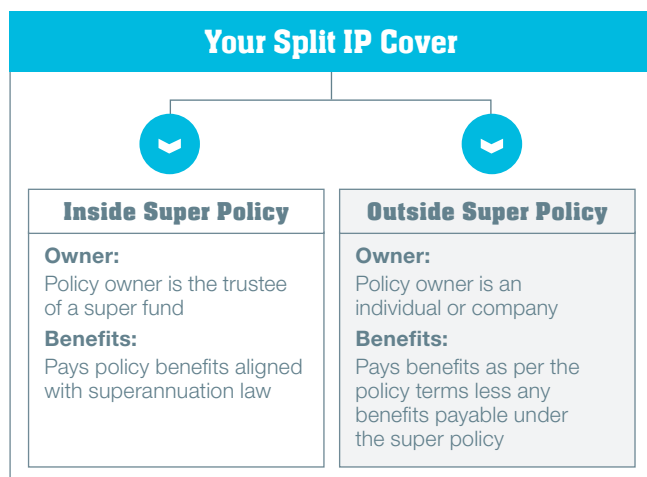 Your Split IP Cover
Inside Super Policy
Owner:
Policy owner is the trustee
of a super fund
Benefits:
Pays policy benefits aligned
with superannuation law
Outside Super Policy
Owner:
Policy owner is an
individual or company
Benefits:
Pays benefits as per the
policy terms less any
benefits payable under
the super policy